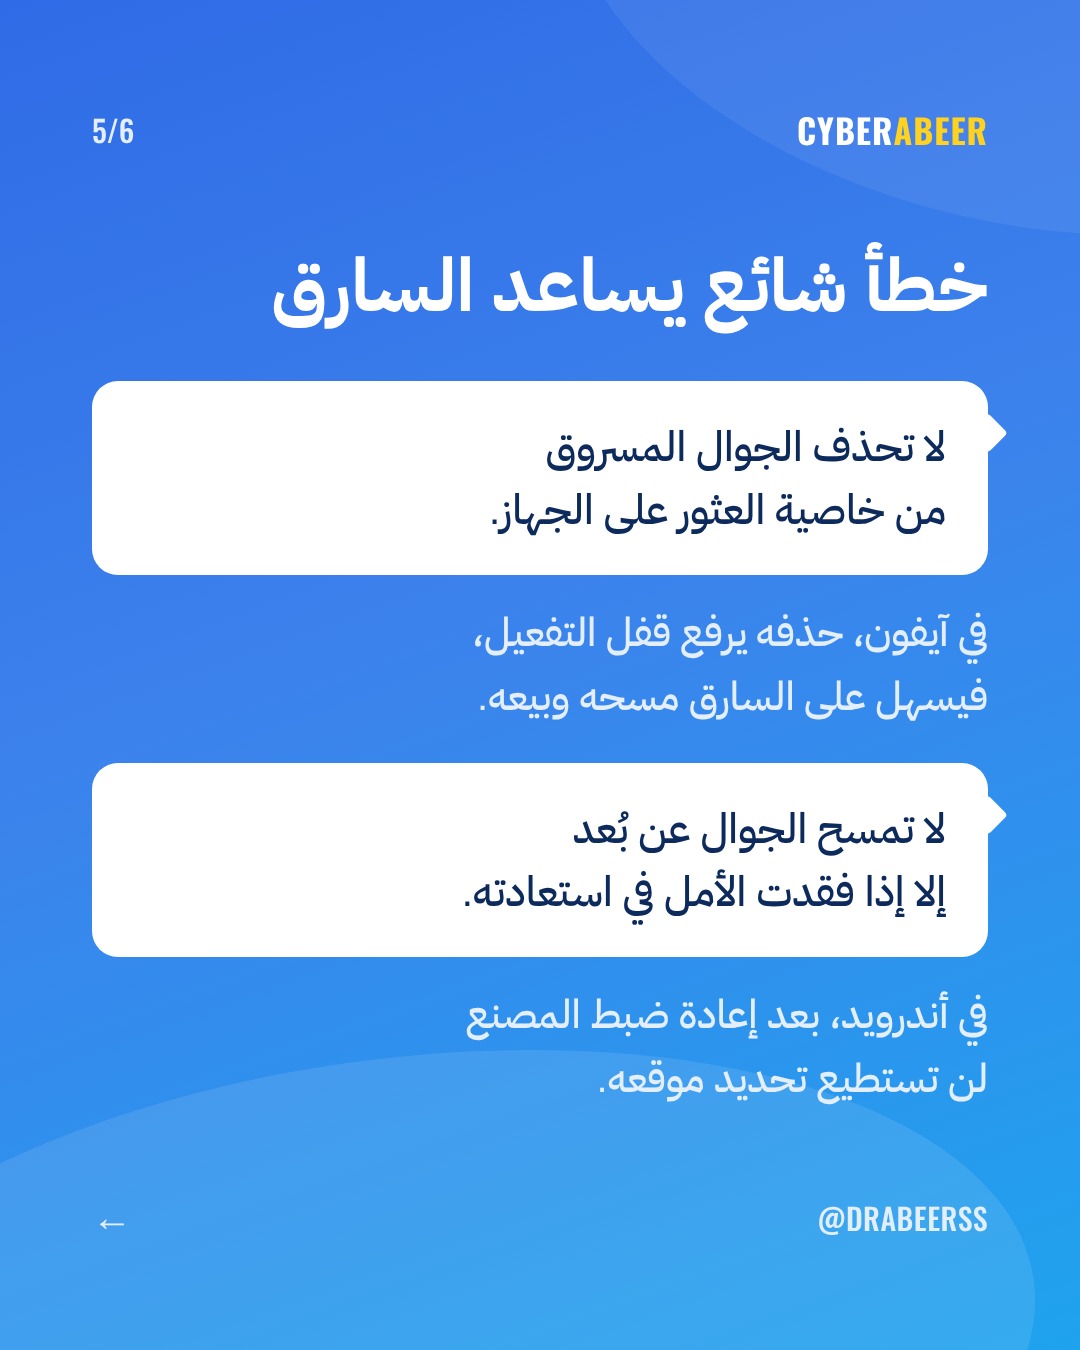 CYBERABEER
5/6
خطأ شائع يساعد السارق
لا تحذف الجوال المسروق
من خاصية العثور على الجهاز.
في آيفون، حذفه يرفع قفل التفعيل،
فيسهل على السارق مسحه وبيعه.
لا تمسح الجوال عن بُعد
إلا إذا فقدت الأمل في استعادته.
في أندرويد، بعد إعادة ضبط المصنع
لن تستطيع تحديد موقعه.
@DRABEERSS
←